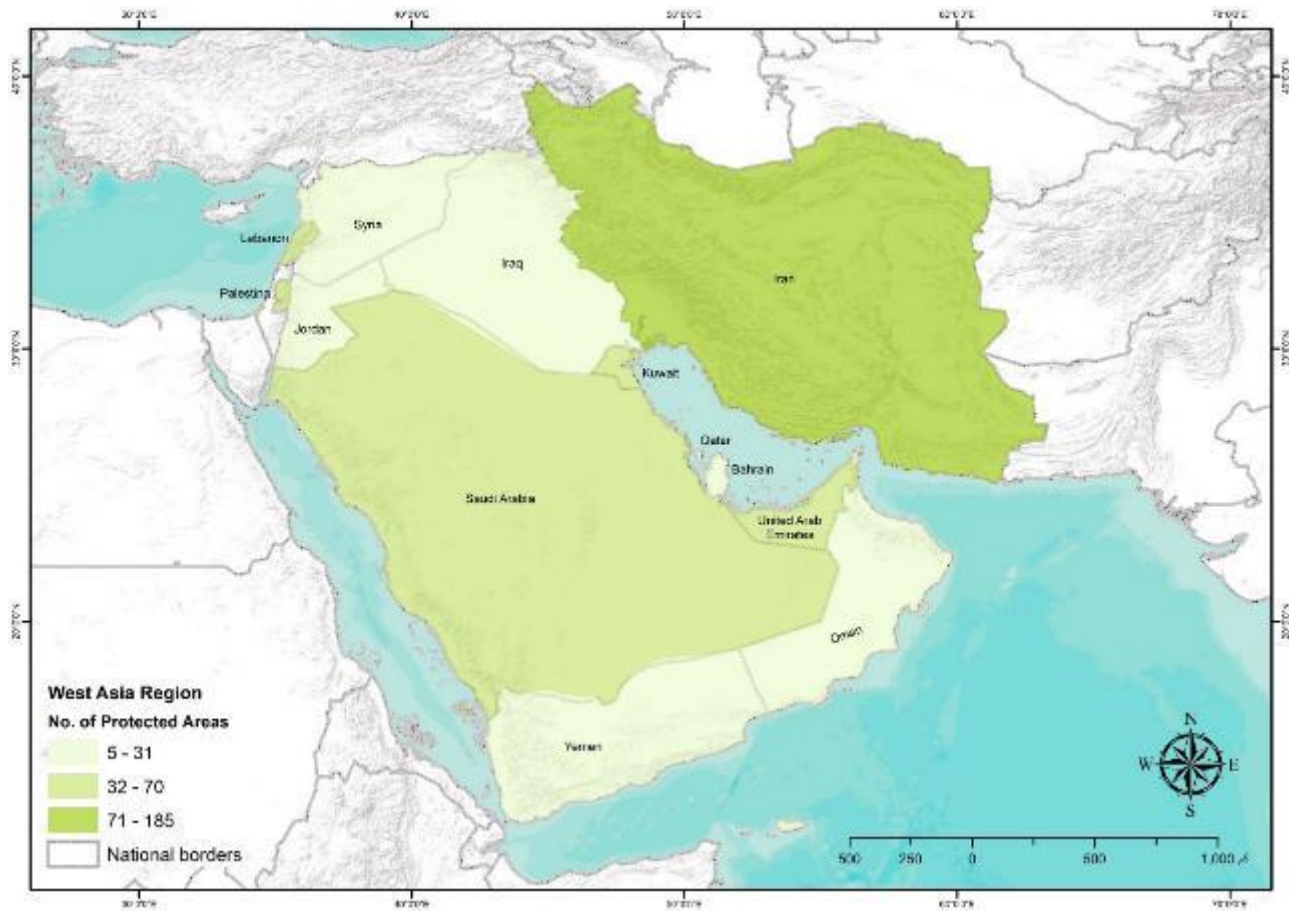 Syria
Lebanon
Iraq
Iran
Palestine
Jordan
Kuwait
Qatar
Bahrain
Saudi Arabia
United Arab
Emirates
Oman
Yemen
West Asia Region
No. of Protected Areas
5 - 31
32 - 70
71 - 185
National borders
N
W
E
S
500
250
0
500
1,000